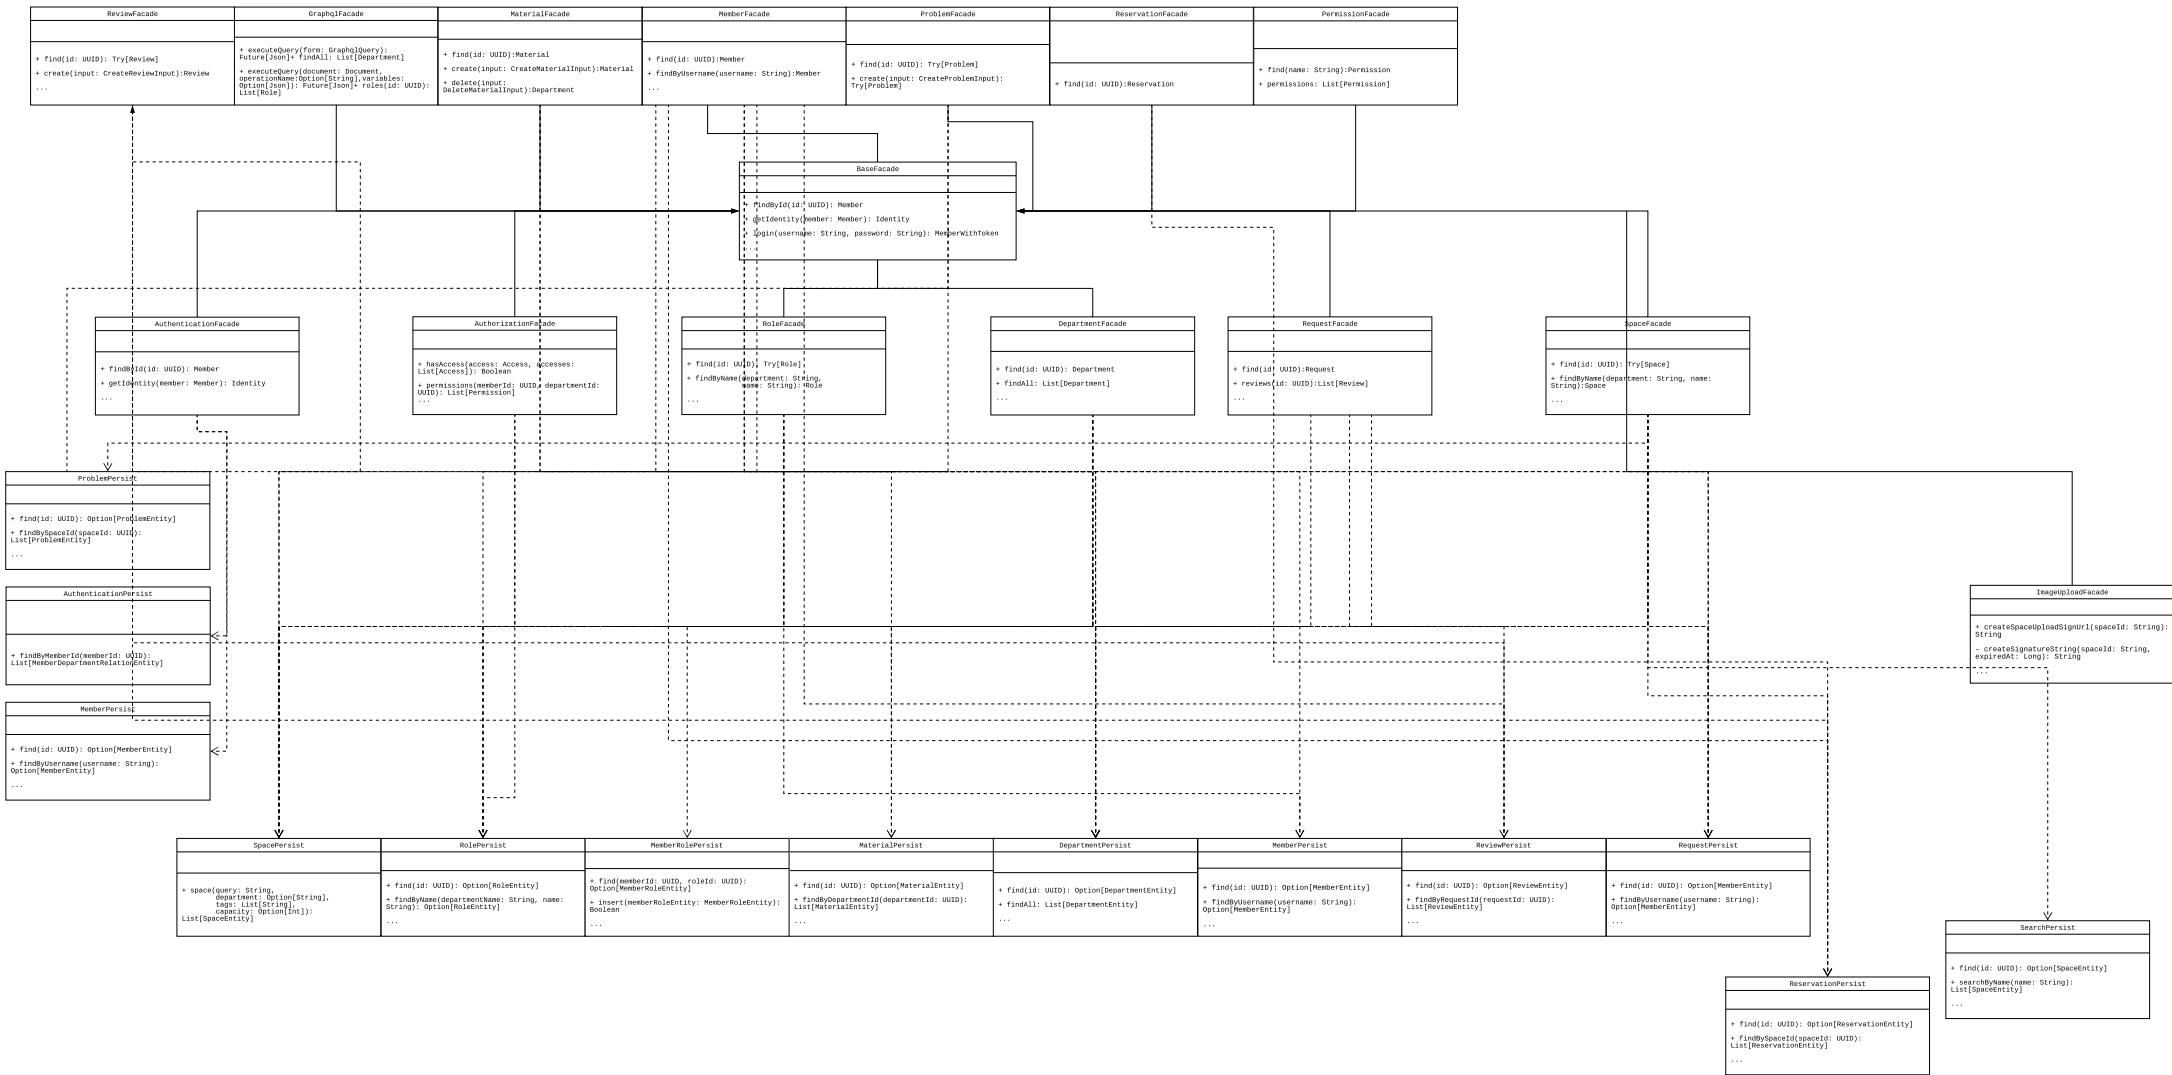 ReviewFacade
+ find(id: UUID): Try[Review]
+ create(input: CreateReviewInput):Review
...
GraphqlFacade
+ executeQuery(form: GraphqlQuery):
Future[Json]+ findAll: List[Department]
+ executeQuery(document: Document,
operationName:Option[String],variables:
Option[Json]): Future[Json]+ roles(id: UUID):
List[Role]
MaterialFacade
+ find(id: UUID):Material
+ create(input: CreateMaterialInput):Material
+ delete(input:
DeleteMaterialInput):Department
MemberFacade
+ find(id: UUID):Member
+ findByUsername(username: String):Member
...
ProblemFacade
+ find(id: UUID): Try[Problem]
+ create(input: CreateProblemInput):
Try[Problem]
ReservationFacade
+ find(id: UUID):Reservation
PermissionFacade
+ find(name: String):Permission
+ permissions: List[Permission]
BaseFacade
+ findById(id: UUID): Member
+ getIdentity(member: Member): Identity
+ login(username: String, password: String): MemberWithToken
...
AuthenticationFacade
+ findById(id: UUID): Member
+ getIdentity(member: Member): Identity
...
AuthorizationFacade
+ hasAccess(access: Access, accesses:
List[Access]): Boolean
+ permissions(memberId: UUID, departmentId:
UUID): List[Permission]
...
RoleFacade
+ find(id: UUID): Try[Role]
+ findByName(department: String,
name: String): Role
...
DepartmentFacade
+ find(id: UUID): Department
+ findAll: List[Department]
...
RequestFacade
+ find(id: UUID):Request
+ reviews(id: UUID):List[Review]
...
SpaceFacade
+ find(id: UUID): Try[Space]
+ findByName(department: String, name:
String):Space
...
ProblemPersist
+ find(id: UUID): Option[ProblemEntity]
+ findBySpaceId(spaceId: UUID):
List[ProblemEntity]
...
AuthenticationPersist
+ findByMemberId(memberId: UUID):
List[MemberDepartmentRelationEntity]
ImageUploadFacade
+ createSpaceUploadSignUrl(spaceId: String):
String
- createSignatureString(spaceId: String,
expiredAt: Long): String
...
MemberPersist
+ find(id: UUID): Option[MemberEntity]
+ findByUsername(username: String):
Option[MemberEntity]
...
SpacePersist
+ space(query: String,
department: Option[String],
tags: List[String],
capacity: Option[Int]):
List[SpaceEntity]
RolePersist
+ find(id: UUID): Option[RoleEntity]
+ findByName(departmentName: String, name:
String): Option[RoleEntity]
...
MemberRolePersist
+ find(memberId: UUID, roleId: UUID):
Option[MemberRoleEntity]
+ insert(memberRoleEntity: MemberRoleEntity):
Boolean
...
MaterialPersist
+ find(id: UUID): Option[MaterialEntity]
+ findByDepartmentId(departmentId: UUID):
List[MaterialEntity]
...
DepartmentPersist
+ find(id: UUID): Option[DepartmentEntity]
+ findAll: List[DepartmentEntity]
...
MemberPersist
+ find(id: UUID): Option[MemberEntity]
+ findByUsername(username: String):
Option[MemberEntity]
...
ReviewPersist
+ find(id: UUID): Option[ReviewEntity]
+ findByRequestId(requestId: UUID):
List[ReviewEntity]
...
RequestPersist
+ find(id: UUID): Option[MemberEntity]
+ findByUsername(username: String):
Option[MemberEntity]
...
SearchPersist
+ find(id: UUID): Option[SpaceEntity]
+ searchByName(name: String):
List[SpaceEntity]
...
ReservationPersist
+ find(id: UUID): Option[ReservationEntity]
+ findBySpaceId(spaceId: UUID):
List[ReservationEntity]
...